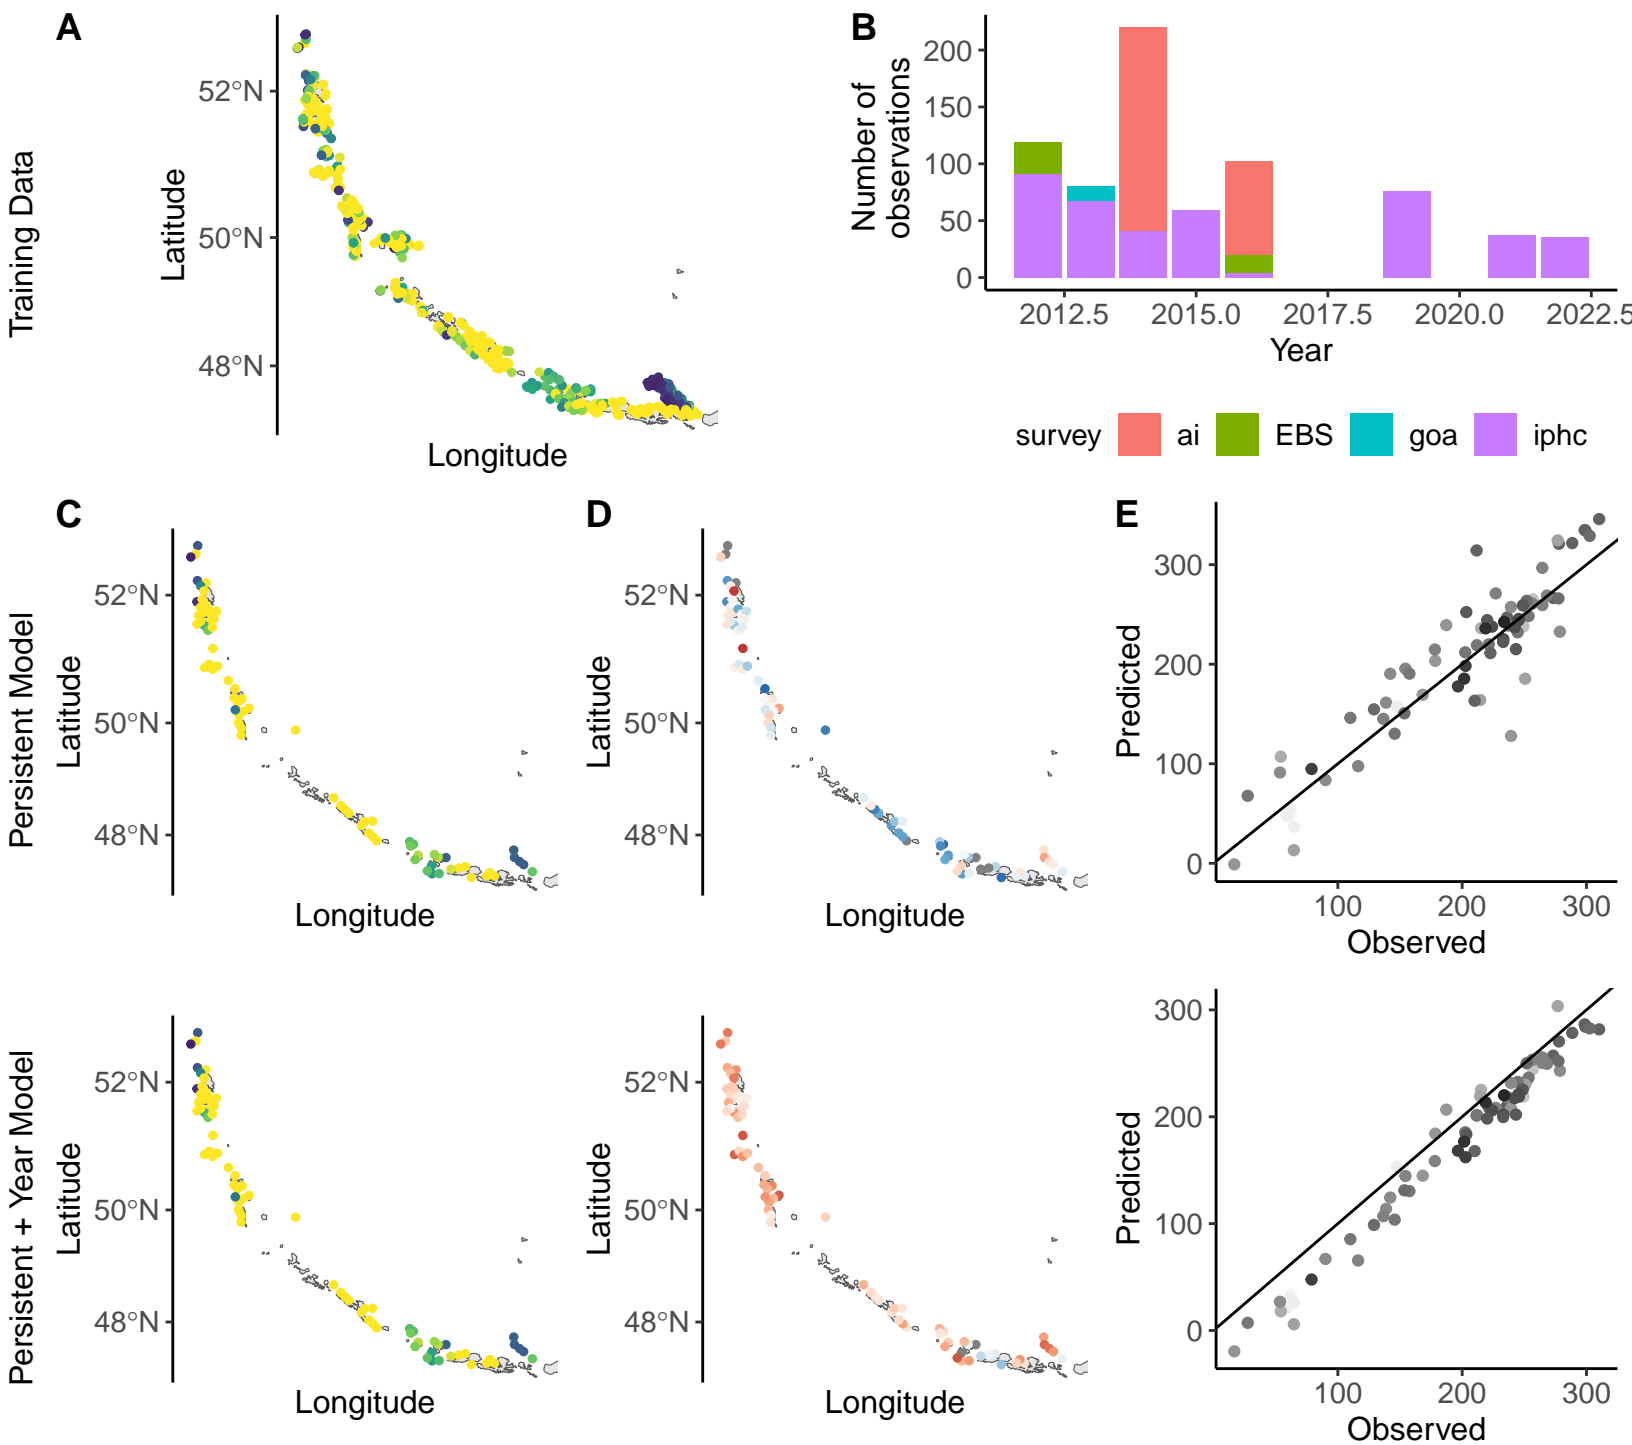 A
B
Training Data
Latitude
52°N
50°N
48°N
Longitude
Number of
observations
200
150
100
50
0
2012.5
2015.0
2017.5
2020.0
2022.5
Year
survey
ai
EBS
goa
iphc
C
D
E
Persistent Model
Latitude
52°N
50°N
48°N
Longitude
Latitude
52°N
50°N
48°N
Longitude
Predicted
300
200
100
0
100
200
300
Observed
Persistent + Year Model
Latitude
52°N
50°N
48°N
Longitude
Latitude
52°N
50°N
48°N
Longitude
Predicted
300
200
100
0
100
200
300
Observed